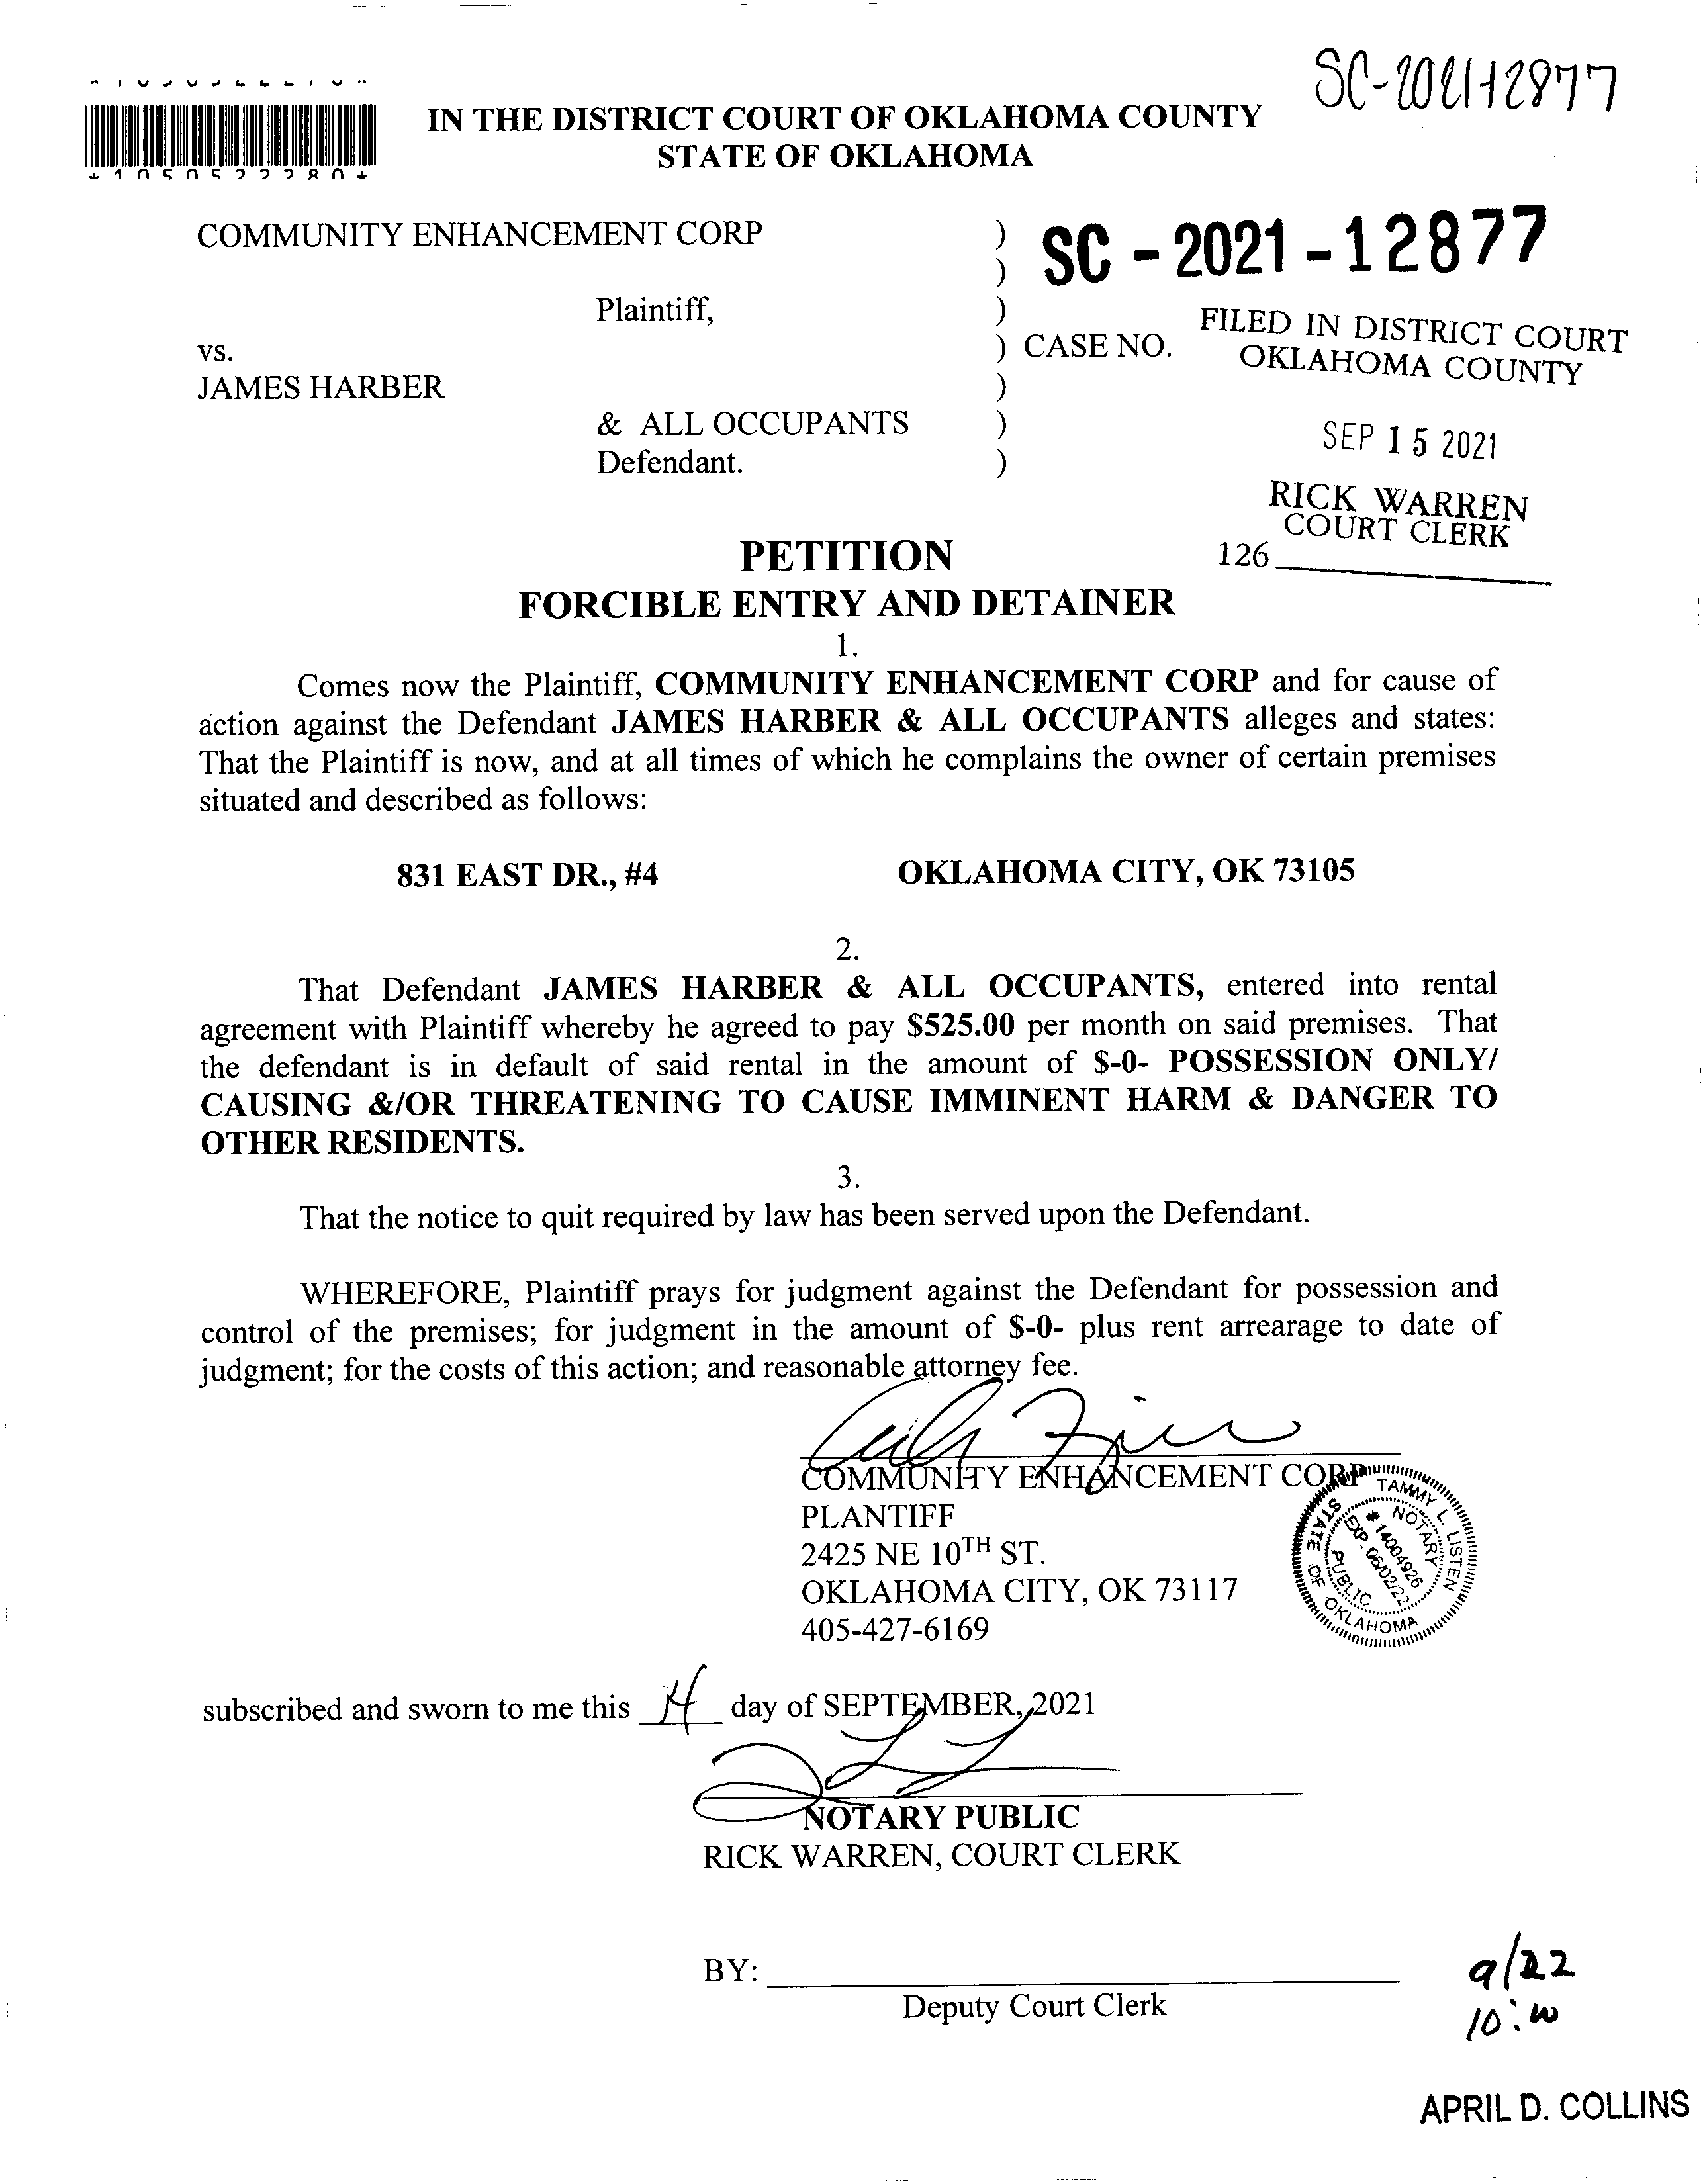 SC-2021-12877
*1050522280*
IN THE DISTRICT COURT OF OKLAHOMA COUNTY
STATE OF OKLAHOMA
COMMUNITY ENHANCEMENT CORP )
)
SC - 2021 - 12877
Plaintiff, )
FILED IN DISTRICT COURT
OKLAHOMA COUNTY
vs. ) CASE NO.
JAMES HARBER )
& ALL OCCUPANTS )
SEP 15 2021
Defendant. )
RICK WARREN
COURT CLERK
126
PETITION
FORCIBLE ENTRY AND DETAINER
1.
Comes now the Plaintiff, COMMUNITY ENHANCEMENT CORP and for cause of
action against the Defendant JAMES HARBER & ALL OCCUPANTS alleges and states:
That the Plaintiff is now, and at all times of which he complains the owner of certain premises
situated and described as follows:
831 EAST DR., #4 OKLAHOMA CITY, OK 73105
2.
That Defendant JAMES HARBER & ALL OCCUPANTS, entered into rental
agreement with Plaintiff whereby he agreed to pay $525.00 per month on said premises. That
the defendant is in default of said rental in the amount of $-0- POSSESSION ONLY/
CAUSING &/OR THREATENING TO CAUSE IMMINENT HARM & DANGER TO
OTHER RESIDENTS.
3.
That the notice to quit required by law has been served upon the Defendant.
WHEREFORE, Plaintiff prays for judgment against the Defendant for possession and
control of the premises; for judgment in the amount of $-0- plus rent arrearage to date of
judgment; for the costs of this action; and reasonable attorney fee.
COMMUNITY ENHANCEMENT CORP
PLANTIFF
2425 NE 10TH ST.
OKLAHOMA CITY, OK 73117
405-427-6169
TAMMY L. LISTEN
NOTARY
# 14004926
EXP. 06/02/22
PUBLIC
STATE OF OKLAHOMA
subscribed and sworn to me this 14 day of SEPTEMBER, 2021
NOTARY PUBLIC
RICK WARREN, COURT CLERK
BY:
Deputy Court Clerk
9/22
10:00
APRIL D. COLLINS